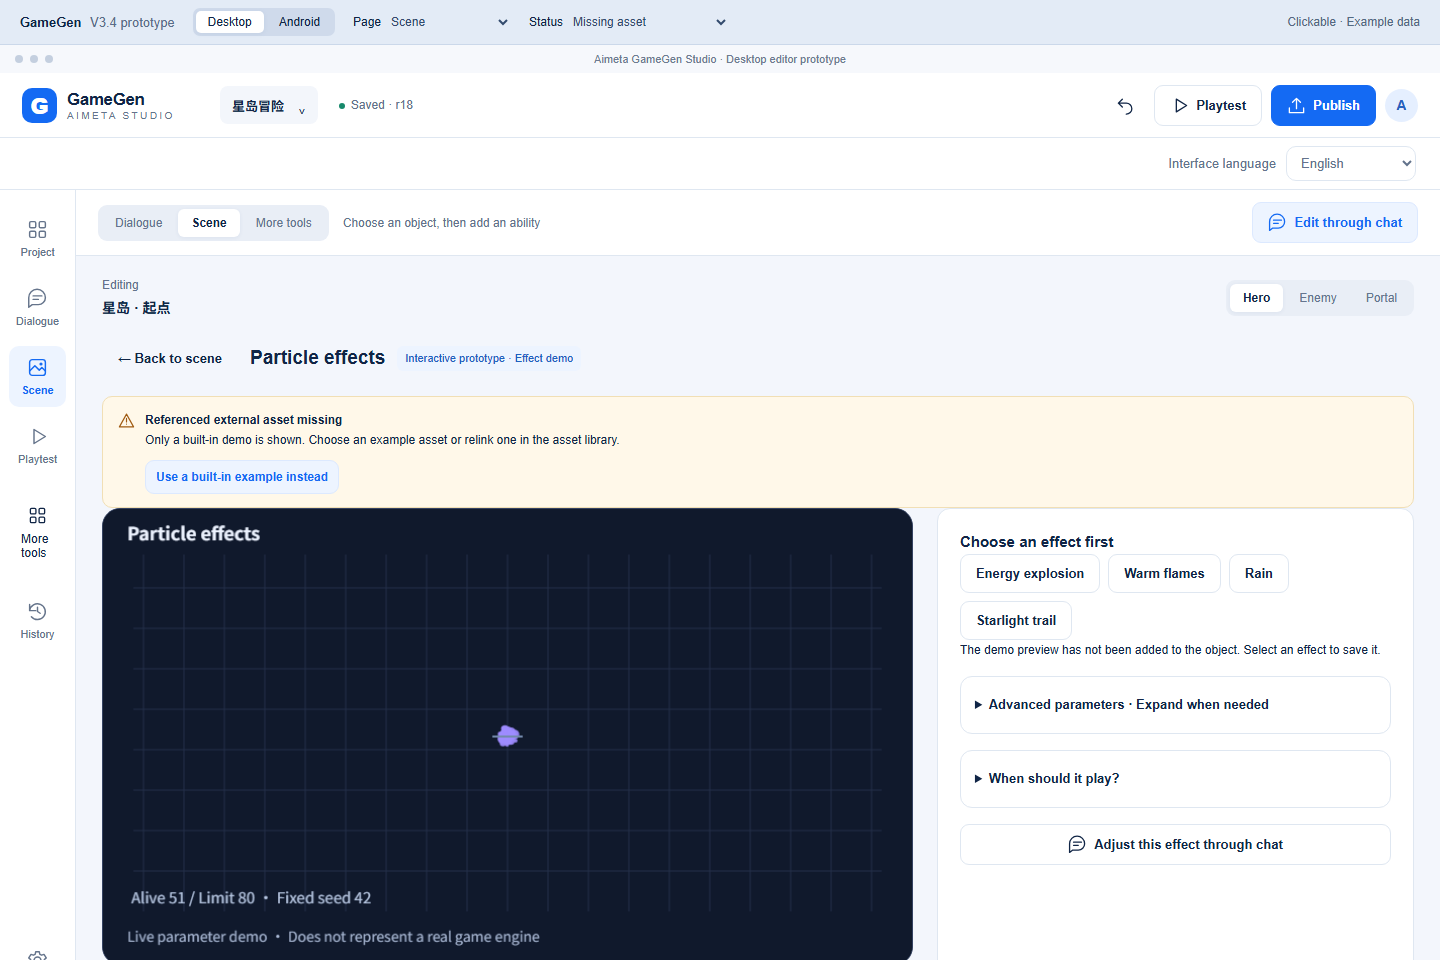 GameGen V3.4 prototype Desktop Android Page Scene Status Missing asset Clickable · Example data
Aimeta GameGen Studio · Desktop editor prototype
G GameGen
AIMETA STUDIO
星岛冒险
Saved · r18
Playtest
Publish
A
Interface language English
Project
Dialogue
Scene
Playtest
More
tools
History
Dialogue Scene More tools Choose an object, then add an ability
Edit through chat
Editing
星岛 · 起点
Hero Enemy Portal
← Back to scene Particle effects Interactive prototype · Effect demo
Referenced external asset missing
Only a built-in demo is shown. Choose an example asset or relink one in the asset library.
Use a built-in example instead
Particle effects
Alive 51 / Limit 80 • Fixed seed 42
Live parameter demo • Does not represent a real game engine
Choose an effect first
Energy explosion Warm flames Rain
Starlight trail
The demo preview has not been added to the object. Select an effect to save it.
Advanced parameters · Expand when needed
When should it play?
Adjust this effect through chat